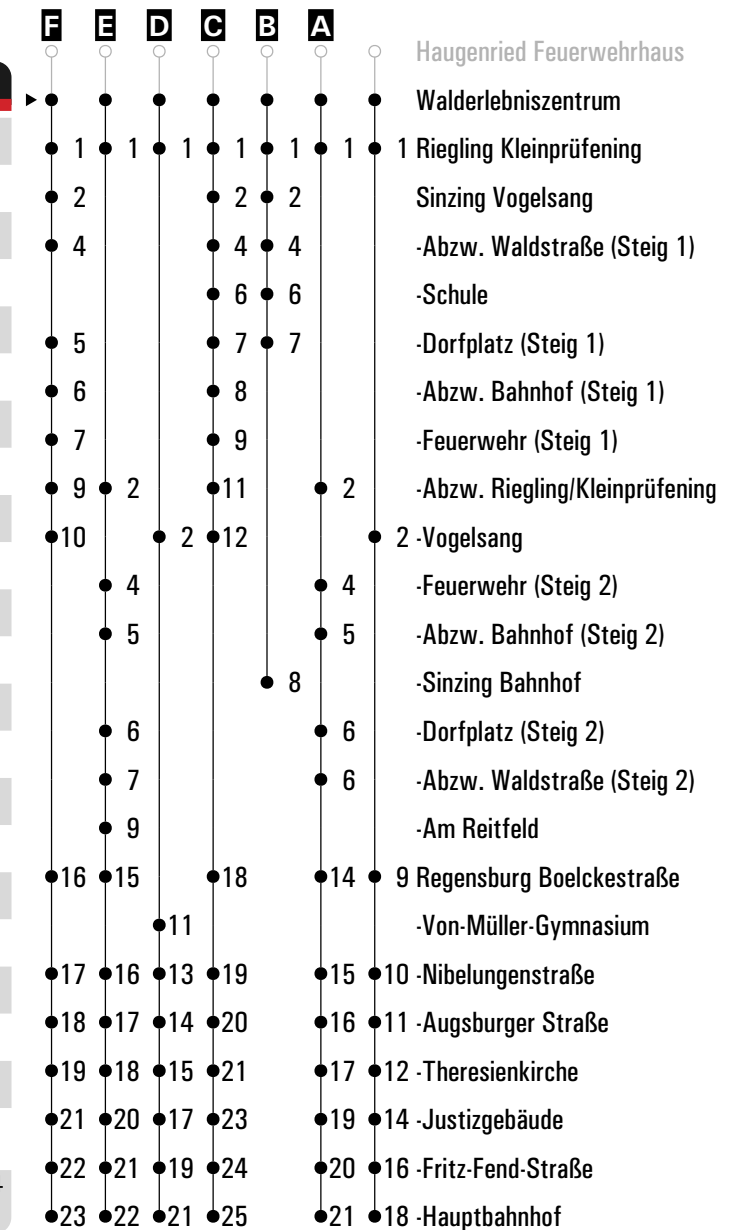 F E D C B A
Haugenried Feuerwehrhaus
Walderlebniszentrum
1 1 1 1 1 1 1 Riegling Kleinprüfening
2 2 2 Sinzing Vogelsang
4 4 4 -Abzw. Waldstraße (Steig 1)
6 6 -Schule
5 7 7 -Dorfplatz (Steig 1)
6 8 -Abzw. Bahnhof (Steig 1)
7 9 -Feuerwehr (Steig 1)
9 2 11 2 -Abzw. Riegling/Kleinprüfening
10 2 12 2 -Vogelsang
4 4 -Feuerwehr (Steig 2)
5 5 -Abzw. Bahnhof (Steig 2)
8 -Sinzing Bahnhof
6 6 -Dorfplatz (Steig 2)
7 6 -Abzw. Waldstraße (Steig 2)
9 -Am Reitfeld
16 15 18 14 9 Regensburg Boelckestraße
11 -Von-Müller-Gymnasium
17 16 13 19 15 10 -Nibelungenstraße
18 17 14 20 16 11 -Augsburger Straße
19 18 15 21 17 12 -Theresienkirche
21 20 17 23 19 14 -Justizgebäude
22 21 19 24 20 16 -Fritz-Fend-Straße
23 22 21 25 21 18 -Hauptbahnhof